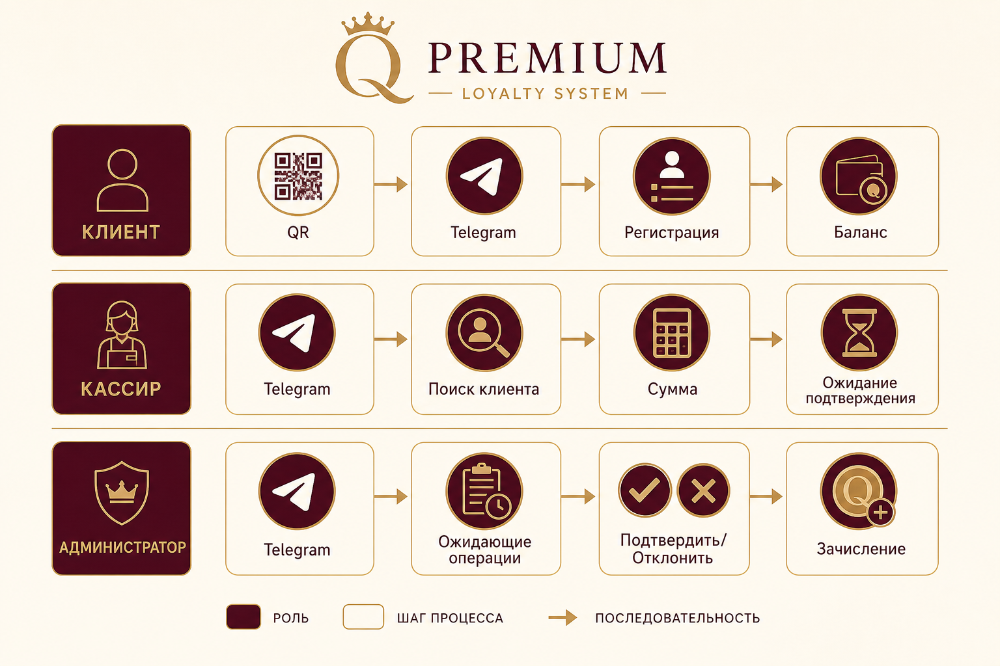 Q PREMIUM
LOYALTY SYSTEM
КЛИЕНТ
QR
Telegram
Регистрация
Q
Баланс
КАССИР
Telegram
Поиск клиента
Сумма
Ожидание
подтверждения
АДМИНИСТРАТОР
Telegram
Ожидающие
операции
Подтвердить/
Отклонить
Q
Зачисление
РОЛЬ
ШАГ ПРОЦЕССА
ПОСЛЕДОВАТЕЛЬНОСТЬ